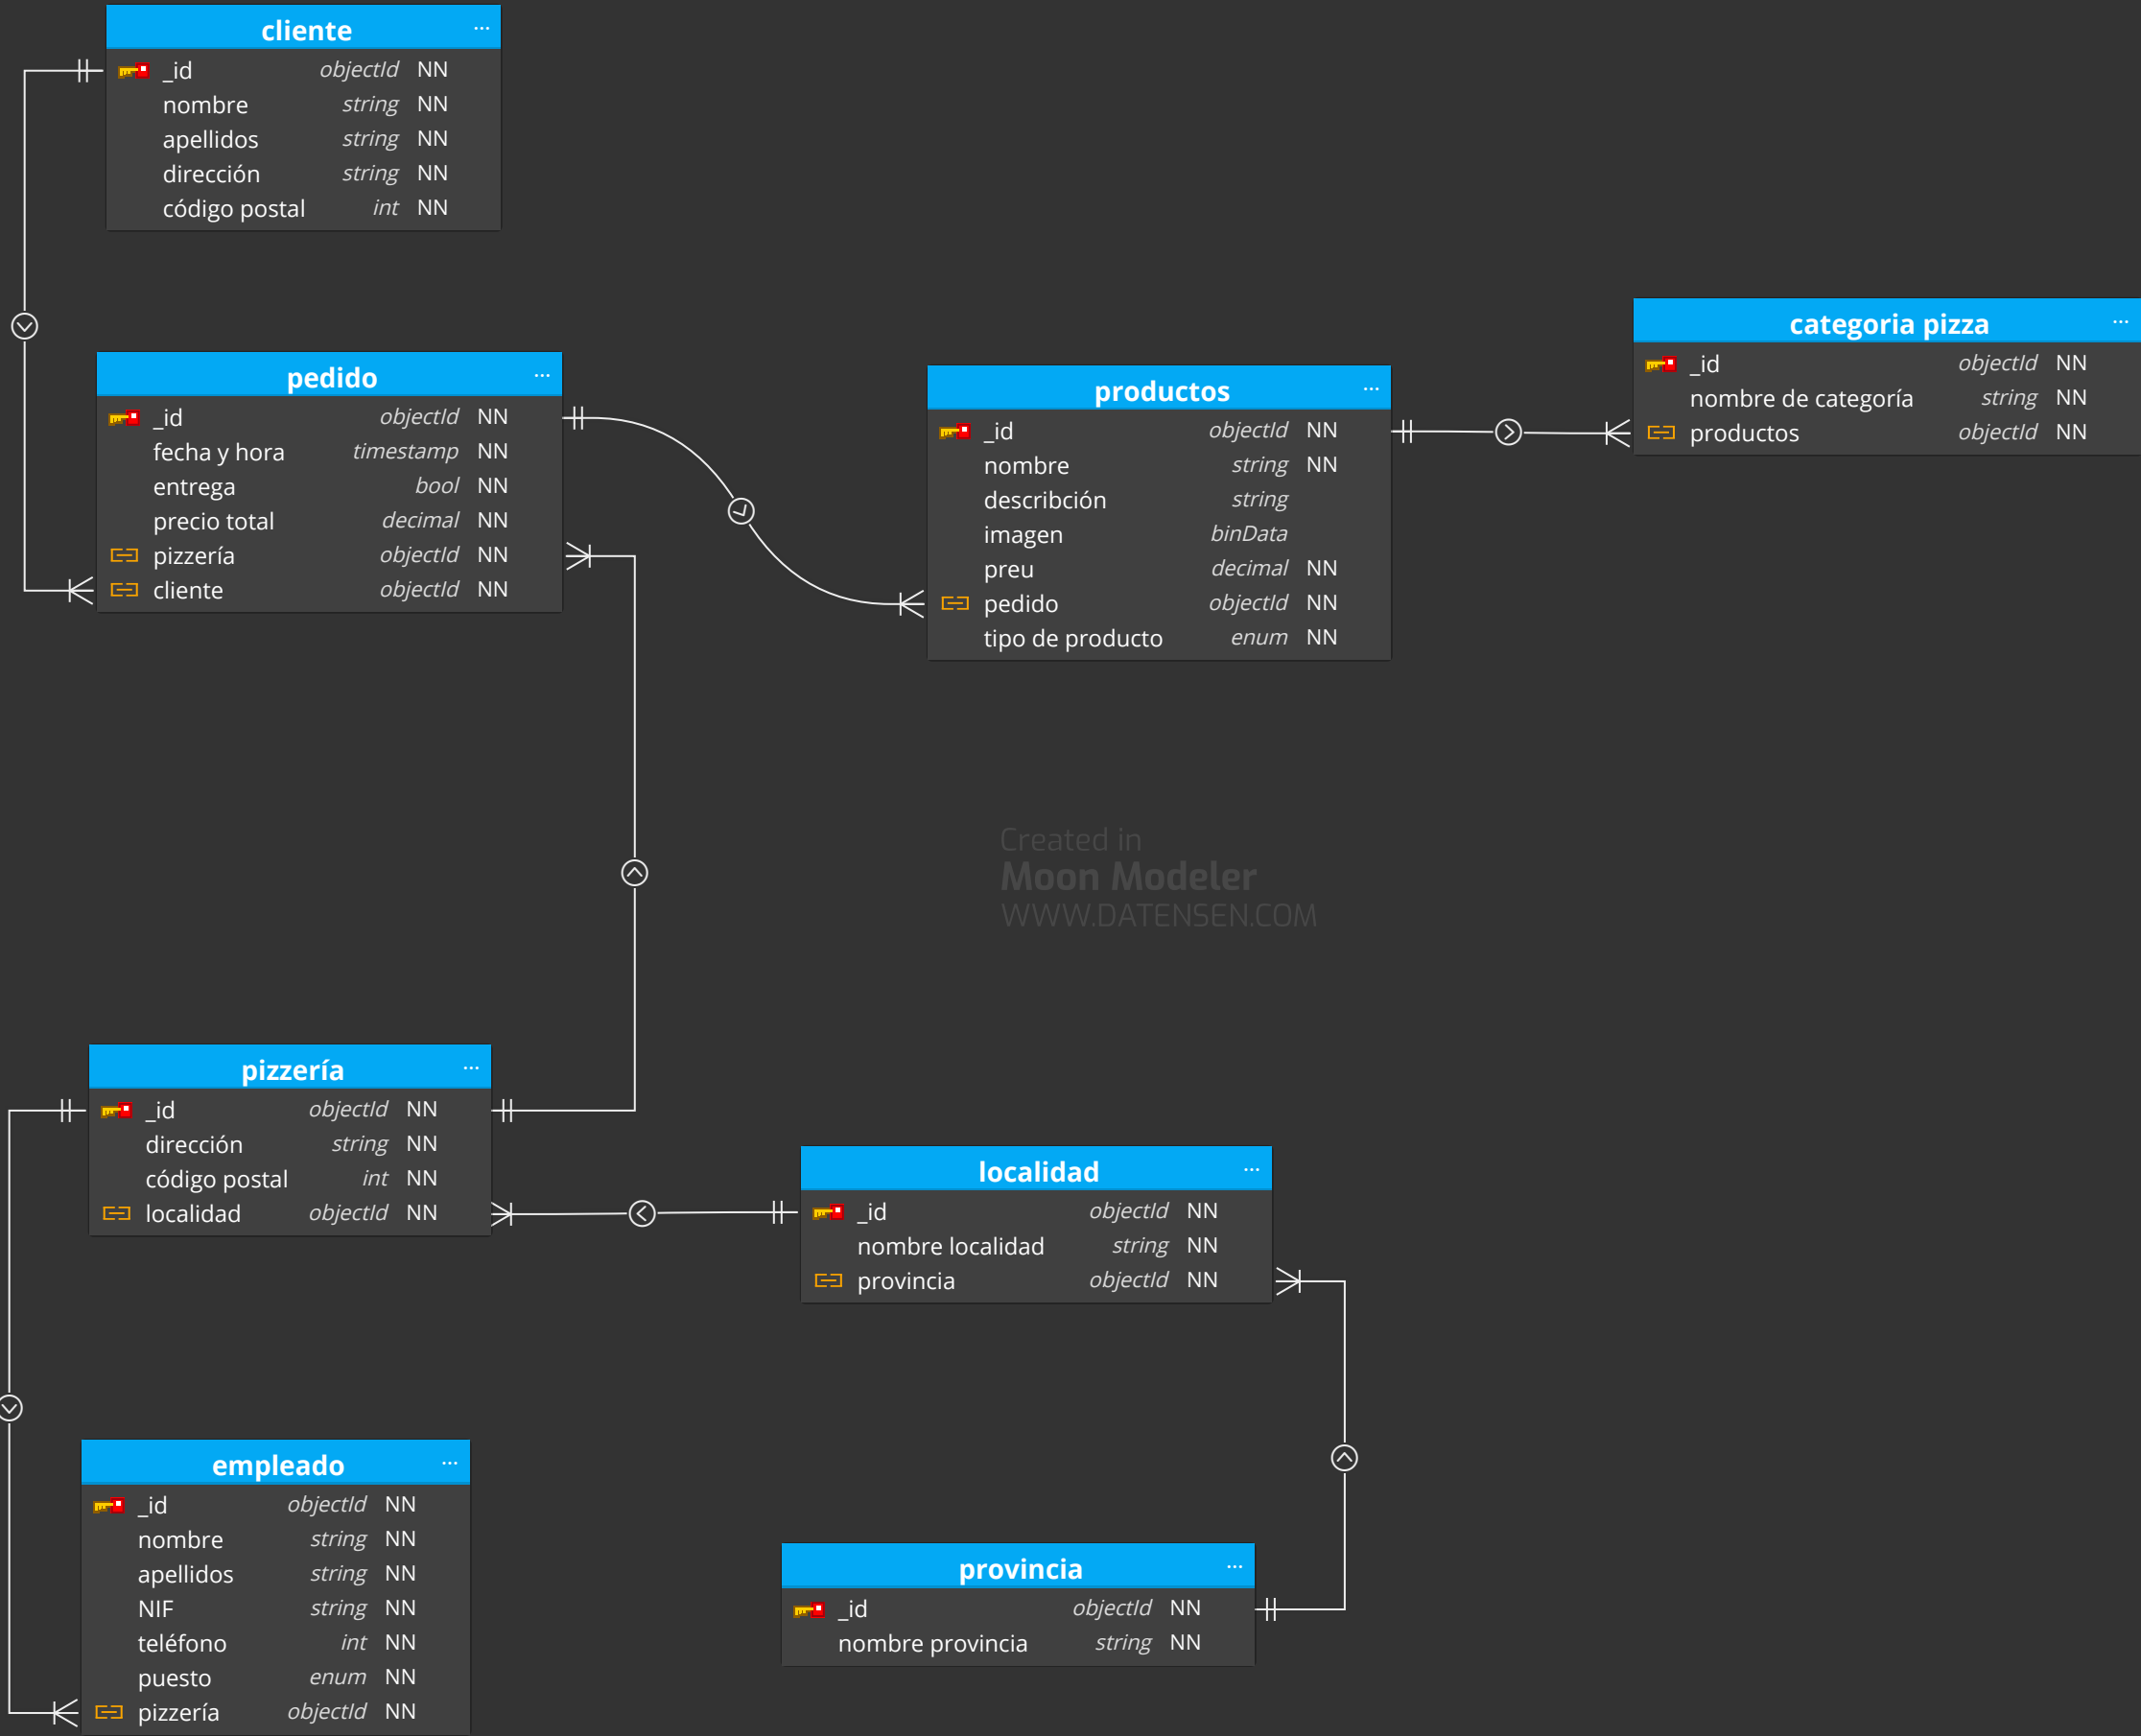 cliente ...
_id objectId NN
nombre string NN
apellidos string NN
dirección string NN
código postal int NN
pedido ...
_id objectId NN
fecha y hora timestamp NN
entrega bool NN
precio total decimal NN
pizzería objectId NN
cliente objectId NN
productos ...
_id objectId NN
nombre string NN
describción string
imagen binData
preu decimal NN
pedido objectId NN
tipo de producto enum NN
categoria pizza ...
_id objectId NN
nombre de categoría string NN
productos objectId NN
Created in
Moon Modeler
WWW.DATENSEN.COM
pizzería ...
_id objectId NN
dirección string NN
código postal int NN
localidad objectId NN
localidad ...
_id objectId NN
nombre localidad string NN
provincia objectId NN
empleado ...
_id objectId NN
nombre string NN
apellidos string NN
NIF string NN
teléfono int NN
puesto enum NN
pizzería objectId NN
provincia ...
_id objectId NN
nombre provincia string NN